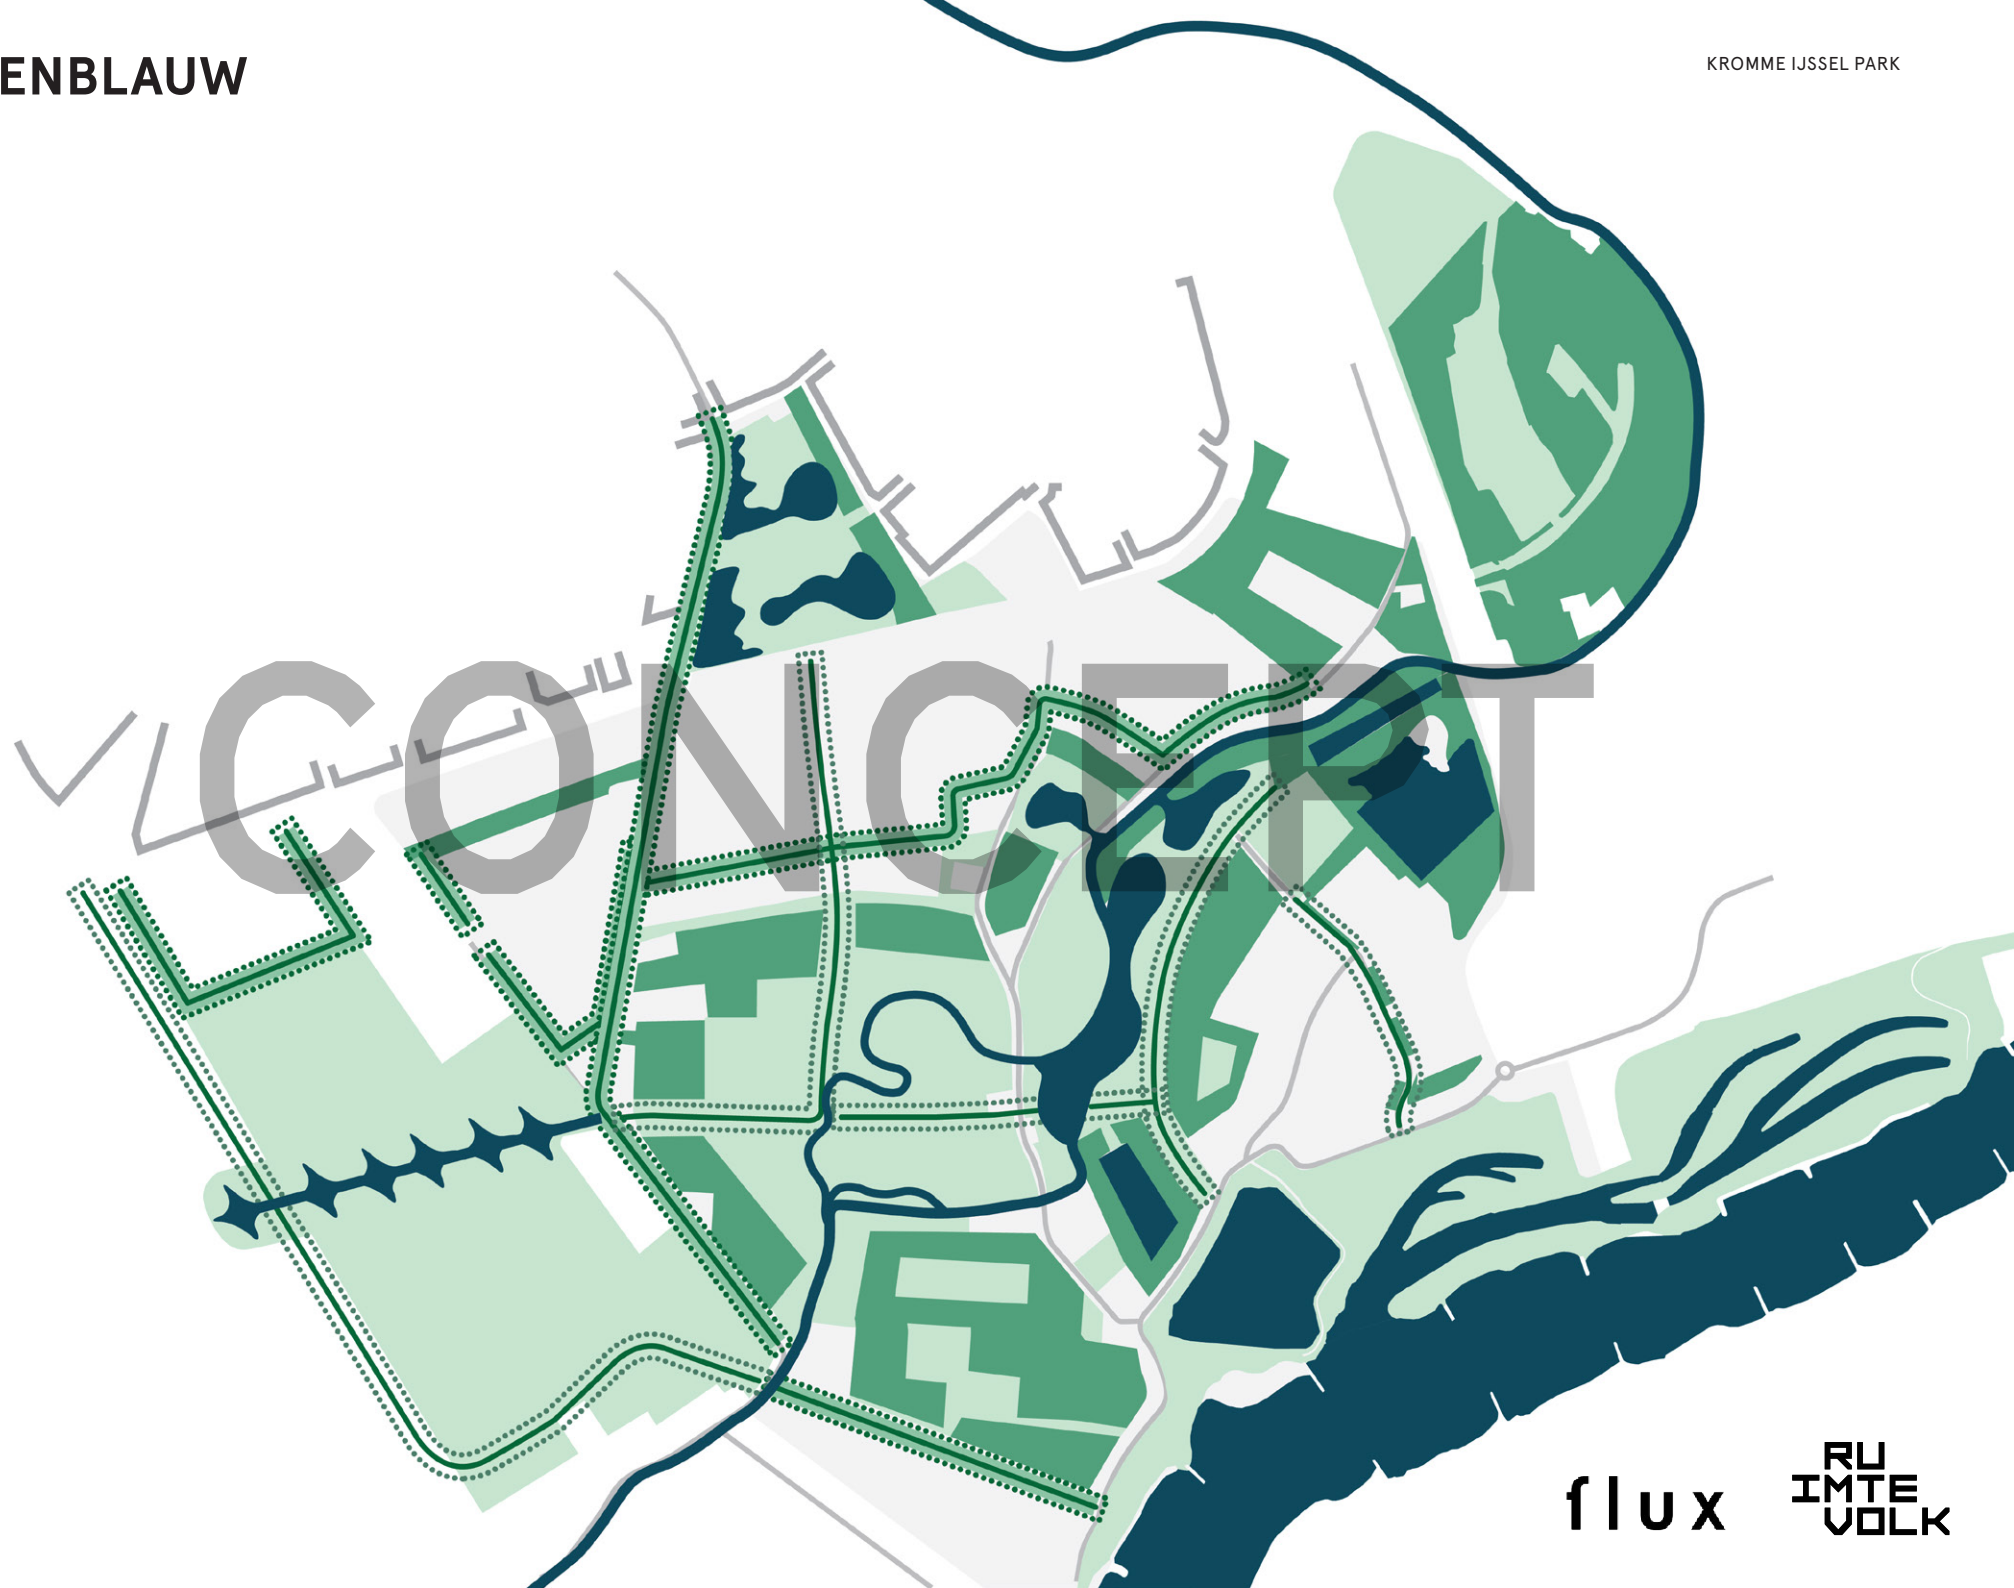 ENBLAUW
KROMME IJSSEL PARK
CONCEPT
flux
RU
IMTE
VOLK